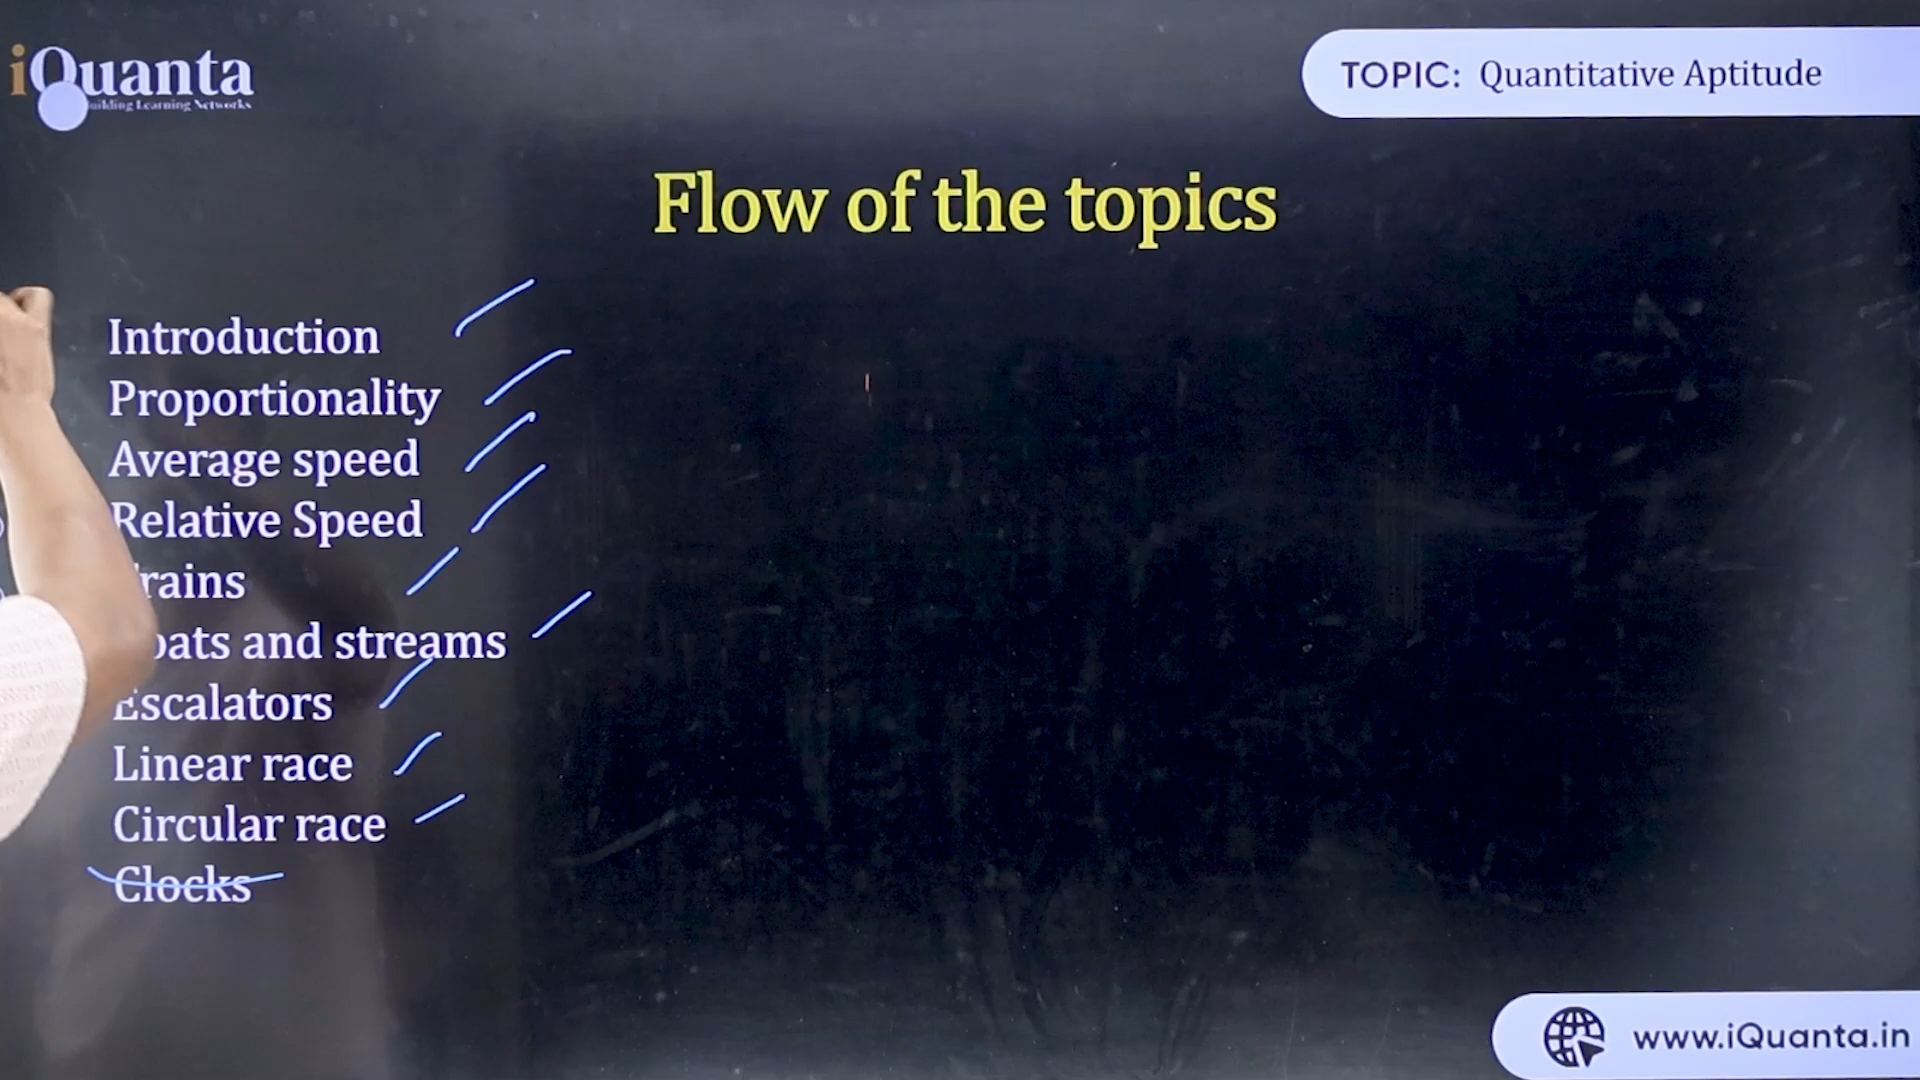 iQuanta
TOPIC: Quantitative Aptitude
Flow of the topics
Introduction
Proportionality
Average speed
Relative Speed
rains
oats and streams
Escalators
Linear race
Circular race
Clocks
www.iQuanta.in